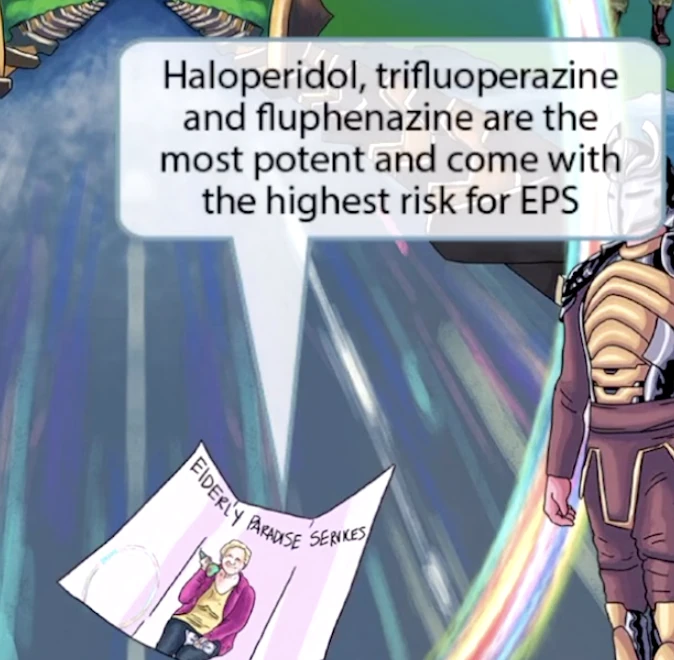 Haloperidol, trifluoperazine
and fluphenazine are the
most potent and come with
the highest risk for EPS
ELDERLY PARADISE SERVICES